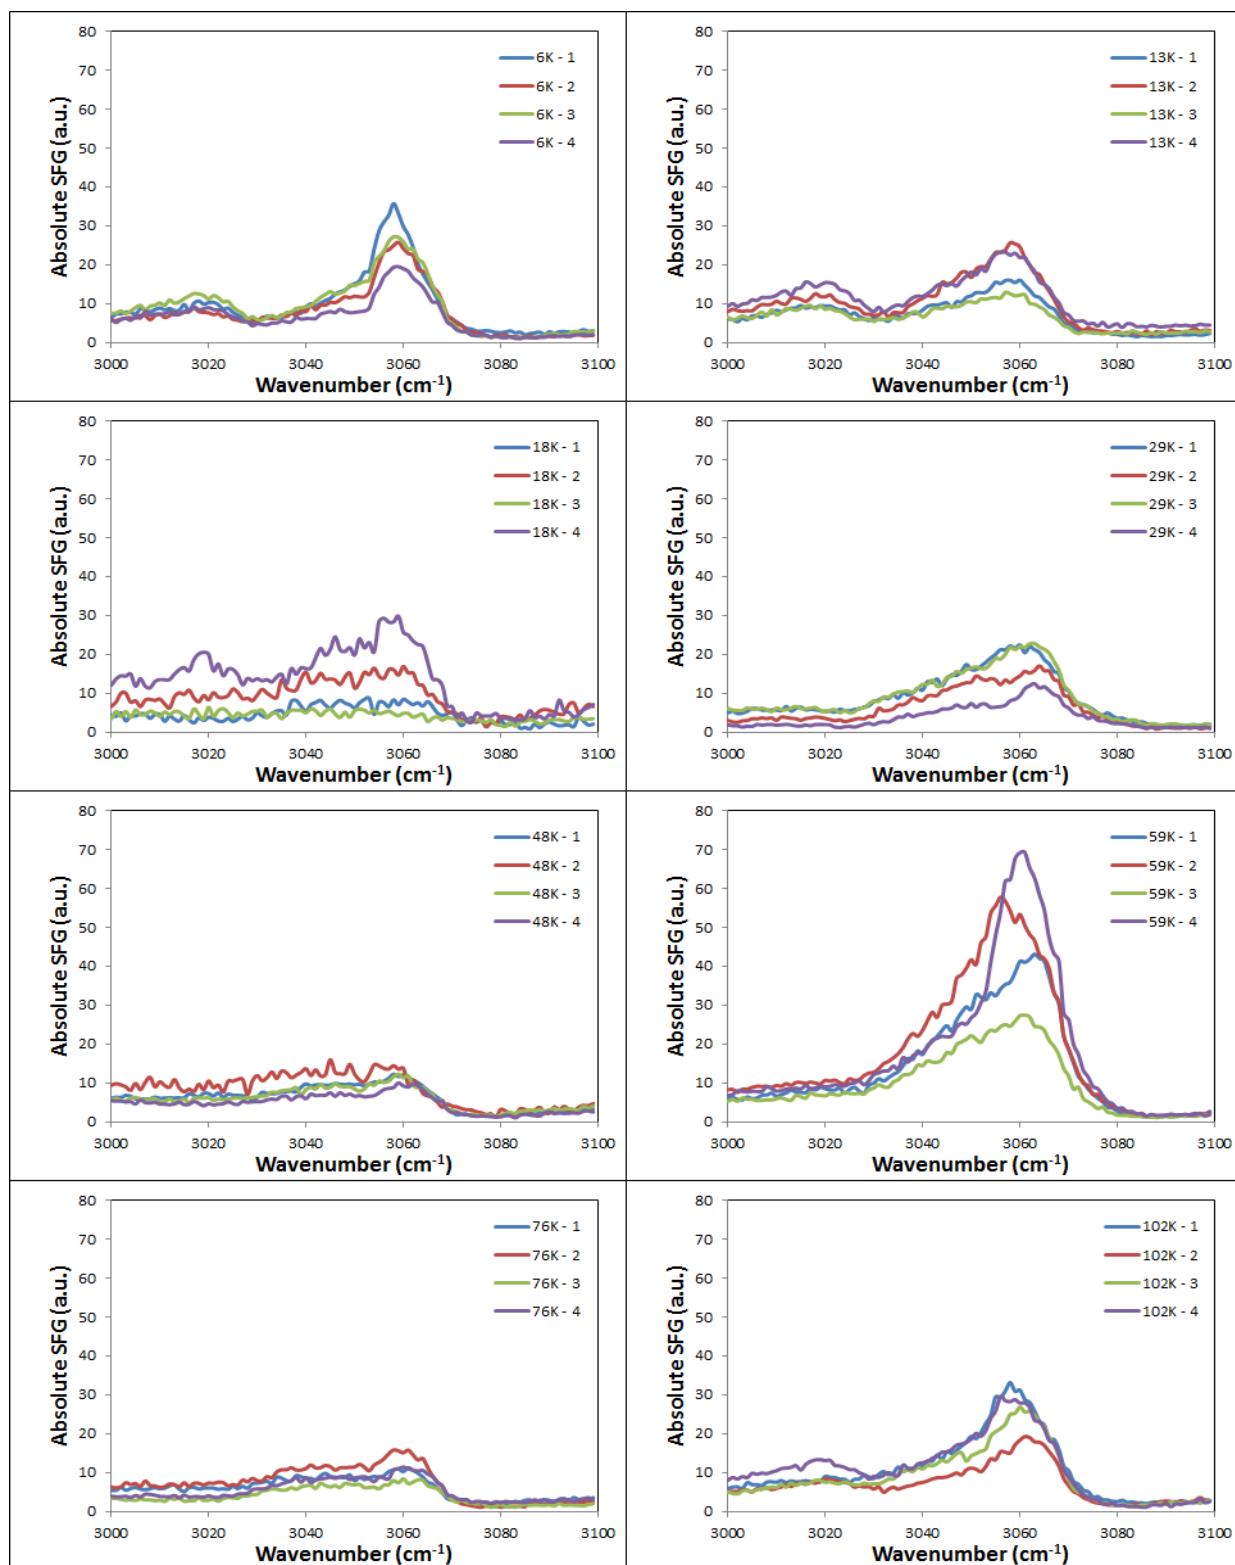 80
70
60
50
40
30
20
10
0
Absolute SFG (a.u.)
6K - 1
6K - 2
6K - 3
6K - 4
3000 3020 3040 3060 3080 3100
Wavenumber (cm-1)
80
70
60
50
40
30
20
10
0
Absolute SFG (a.u.)
13K - 1
13K - 2
13K - 3
13K - 4
3000 3020 3040 3060 3080 3100
Wavenumber (cm-1)
80
70
60
50
40
30
20
10
0
Absolute SFG (a.u.)
18K - 1
18K - 2
18K - 3
18K - 4
3000 3020 3040 3060 3080 3100
Wavenumber (cm-1)
80
70
60
50
40
30
20
10
0
Absolute SFG (a.u.)
29K - 1
29K - 2
29K - 3
29K - 4
3000 3020 3040 3060 3080 3100
Wavenumber (cm-1)
80
70
60
50
40
30
20
10
0
Absolute SFG (a.u.)
48K - 1
48K - 2
48K - 3
48K - 4
3000 3020 3040 3060 3080 3100
Wavenumber (cm-1)
80
70
60
50
40
30
20
10
0
Absolute SFG (a.u.)
59K - 1
59K - 2
59K - 3
59K - 4
3000 3020 3040 3060 3080 3100
Wavenumber (cm-1)
80
70
60
50
40
30
20
10
0
Absolute SFG (a.u.)
76K - 1
76K - 2
76K - 3
76K - 4
3000 3020 3040 3060 3080 3100
Wavenumber (cm-1)
80
70
60
50
40
30
20
10
0
Absolute SFG (a.u.)
102K - 1
102K - 2
102K - 3
102K - 4
3000 3020 3040 3060 3080 3100
Wavenumber (cm-1)